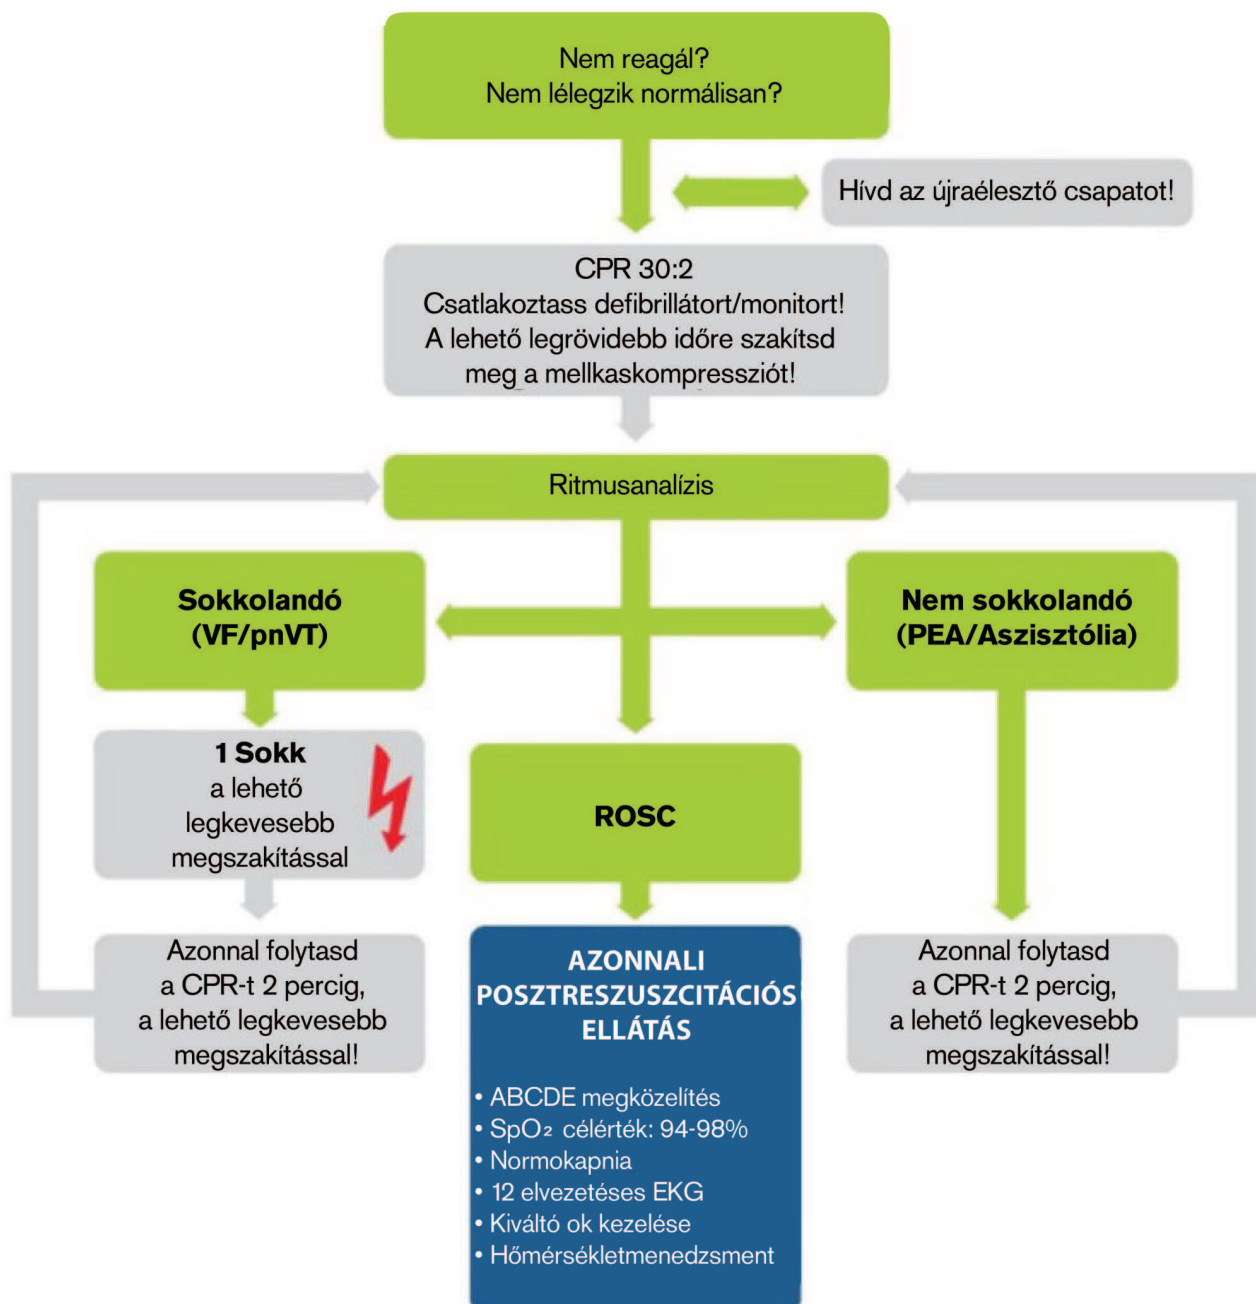 Nem reagál?
Nem lélegzik normálisan?
Hívd az újraélesztő csapatot!
CPR 30:2
Csatlakoztass defibrillátort/monitort!
A lehető legrövidebb időre szakítsd
meg a mellkaskompressziót!
Ritmusanalízis
Sokkolandó
(VF/pnVT)
Nem sokkolandó
(PEA/Aszisztólia)
1 Sokk
a lehető
legkevesebb
megszakítással
ROSC
Azonnal folytasd
a CPR-t 2 percig,
a lehető legkevesebb
megszakítással!
AZONNALI
POSZTRESZUSZCITÁCIÓS
ELLÁTÁS
• ABCDE megközelítés
• SpO₂ célérték: 94-98%
• Normokapnia
• 12 elvezetéses EKG
• Kiváltó ok kezelése
• Hőmérsékletmenedzsment
Azonnal folytasd
a CPR-t 2 percig,
a lehető legkevesebb
megszakítással!